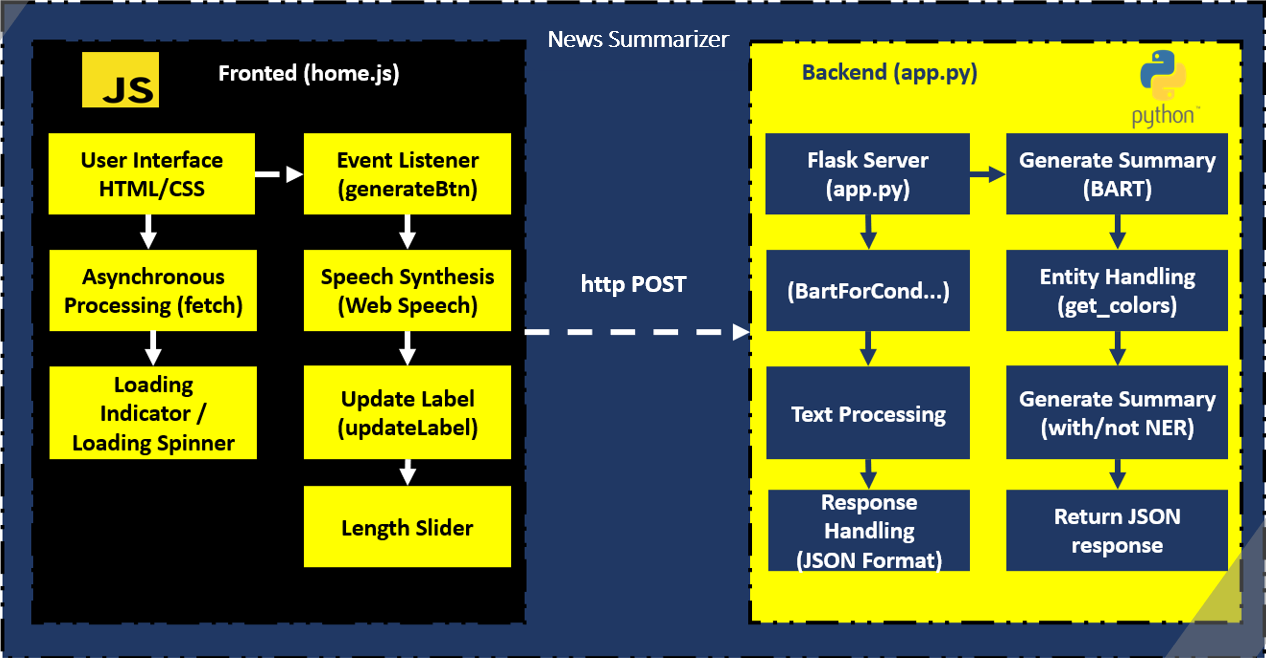 News Summarizer
JS
Fronted (home.js)
User Interface
HTML/CSS
Event Listener
(generateBtn)
Asynchronous
Processing (fetch)
Speech Synthesis
(Web Speech)
Loading
Indicator /
Loading Spinner
Update Label
(updateLabel)
Length Slider
http POST
Backend (app.py)
python™
Flask Server
(app.py)
Generate Summary
(BART)
(BartForCond...)
Entity Handling
(get_colors)
Text Processing
Generate Summary
(with/not NER)
Response
Handling
(JSON Format)
Return JSON
response